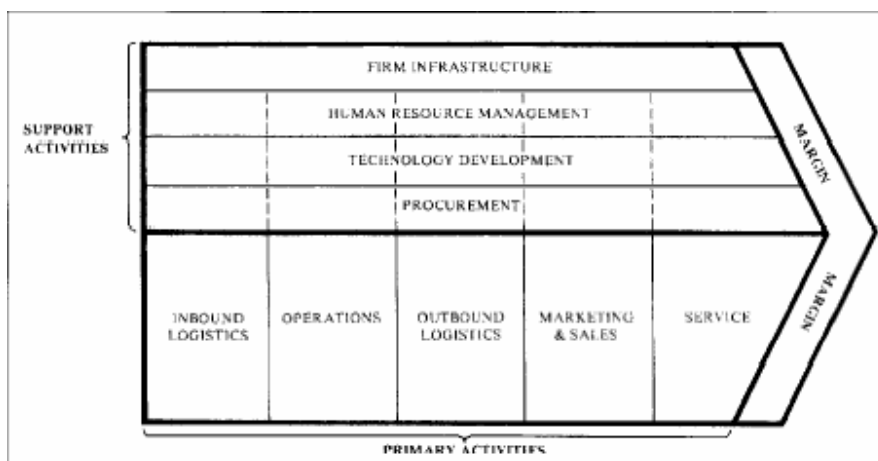 FIRM INFRASTRUCTURE
HUMAN RESOURCE MANAGEMENT
SUPPORT
ACTIVITIES
TECHNOLOGY DEVELOPMENT
PROCUREMENT
MARGIN
MARGIN
INBOUND
LOGISTICS
OPERATIONS
OUTBOUND
LOGISTICS
MARKETING
& SALES
SERVICE
PRIMARY ACTIVITIES